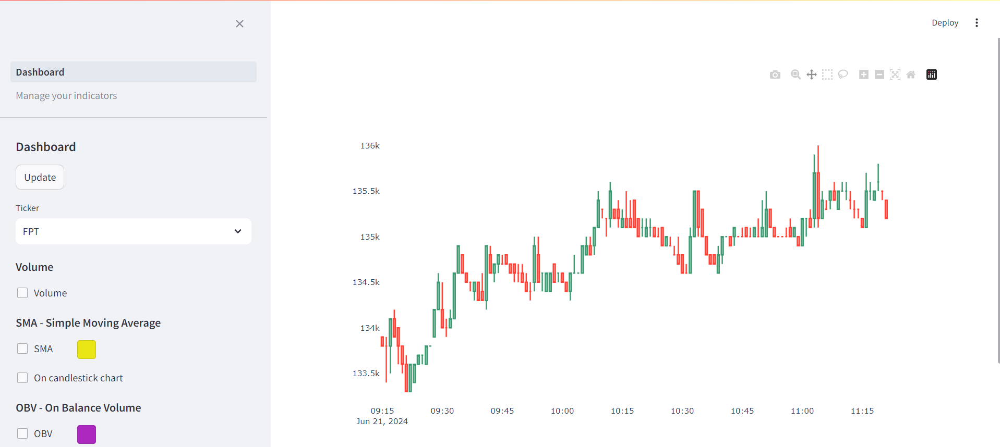 Deploy
Dashboard
Manage your indicators
Dashboard
Update
Ticker
FPT
Volume
Volume
SMA - Simple Moving Average
SMA
On candlestick chart
OBV - On Balance Volume
OBV
136k
135.5k
135k
134.5k
134k
133.5k
09:15 09:30 09:45 10:00 10:15 10:30 10:45 11:00 11:15
Jun 21, 2024